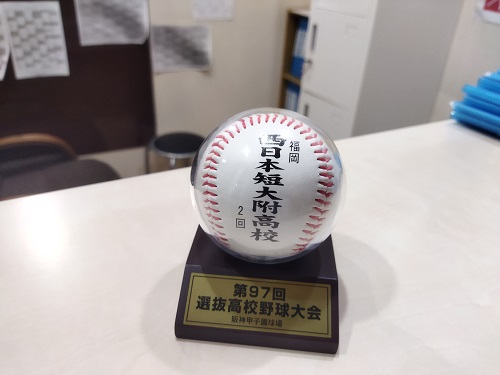 福岡
西日本短大附高校
2回
第97回
選抜高校野球大会
阪神甲子園球場